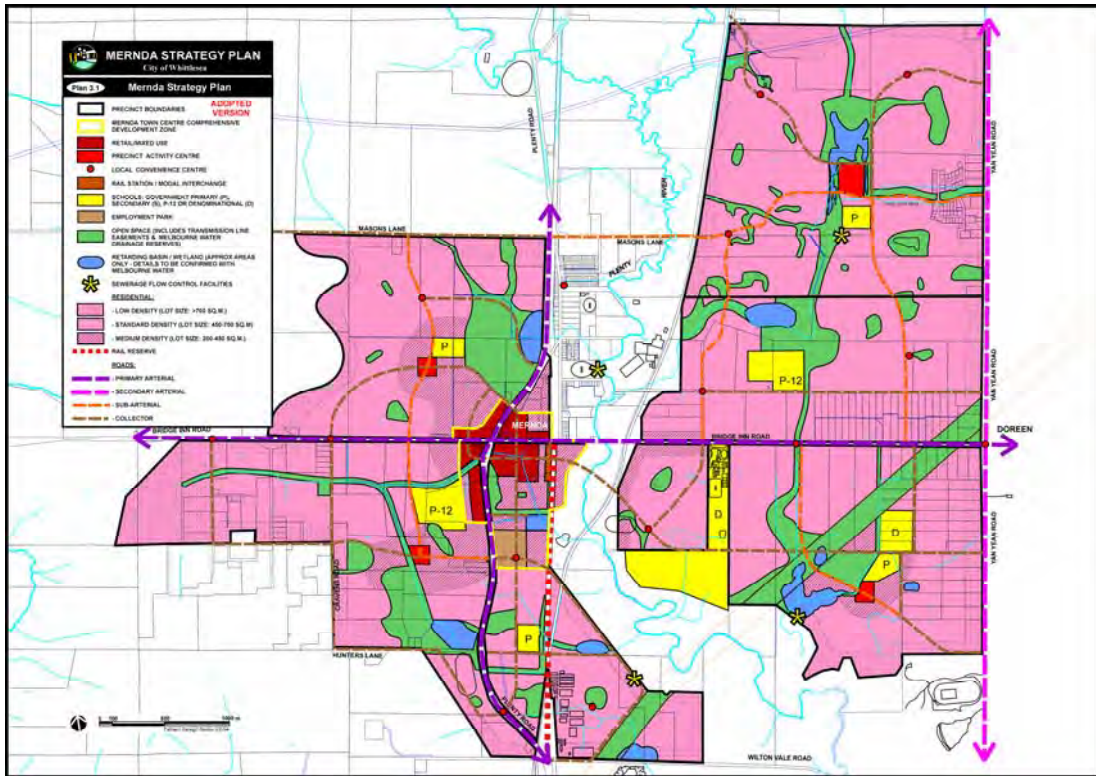 MERNDA STRATEGY PLAN
City of Whittlesea
Plan 3.1
Mernda Strategy Plan
ADOPTED
VERSION
PRECINCT BOUNDARIES
MERNDA TOWN CENTRE COMPREHENSIVE
DEVELOPMENT ZONE
RETAIL/MIXED USE
PRECINCT ACTIVITY CENTRE
LOCAL CONVENIENCE CENTRE
RAIL STATION / MODAL INTERCHANGE
SCHOOLS: GOVERNMENT PRIMARY (P),
SECONDARY (S), P-12 OR DENOMINATIONAL (D)
EMPLOYMENT PARK
OPEN SPACE (INCLUDES TRANSMISSION LINE
EASEMENTS & MELBOURNE WATER
DRAINAGE RESERVES)
RETARDING BASIN / WETLAND (APPROX AREAS
ONLY - DETAILS TO BE CONFIRMED WITH
MELBOURNE WATER
SEWERAGE FLOW CONTROL FACILITIES
RESIDENTIAL:
- LOW DENSITY (LOT SIZE: >700 SQ.M.)
- STANDARD DENSITY (LOT SIZE: 450-700 SQ.M)
- MEDIUM DENSITY (LOT SIZE: 200-450 SQ.M.)
RAIL RESERVE
ROADS:
- PRIMARY ARTERIAL
- SECONDARY ARTERIAL
- SUB-ARTERIAL
- COLLECTOR
PLENTY ROAD
YAN YEAN ROAD
RIVER
PLENTY
MASONS LANE
MASONS LANE
P
P
P-12
YAN YEAN ROAD
MERNDA
BRIDGE INN ROAD
BRIDGE INN ROAD
DOREEN
P-12
D
D
D
P
YAN YEAN ROAD
CRAVENS ROAD
P
HUNTERS LANE
PLENTY ROAD
WILTON VALE ROAD